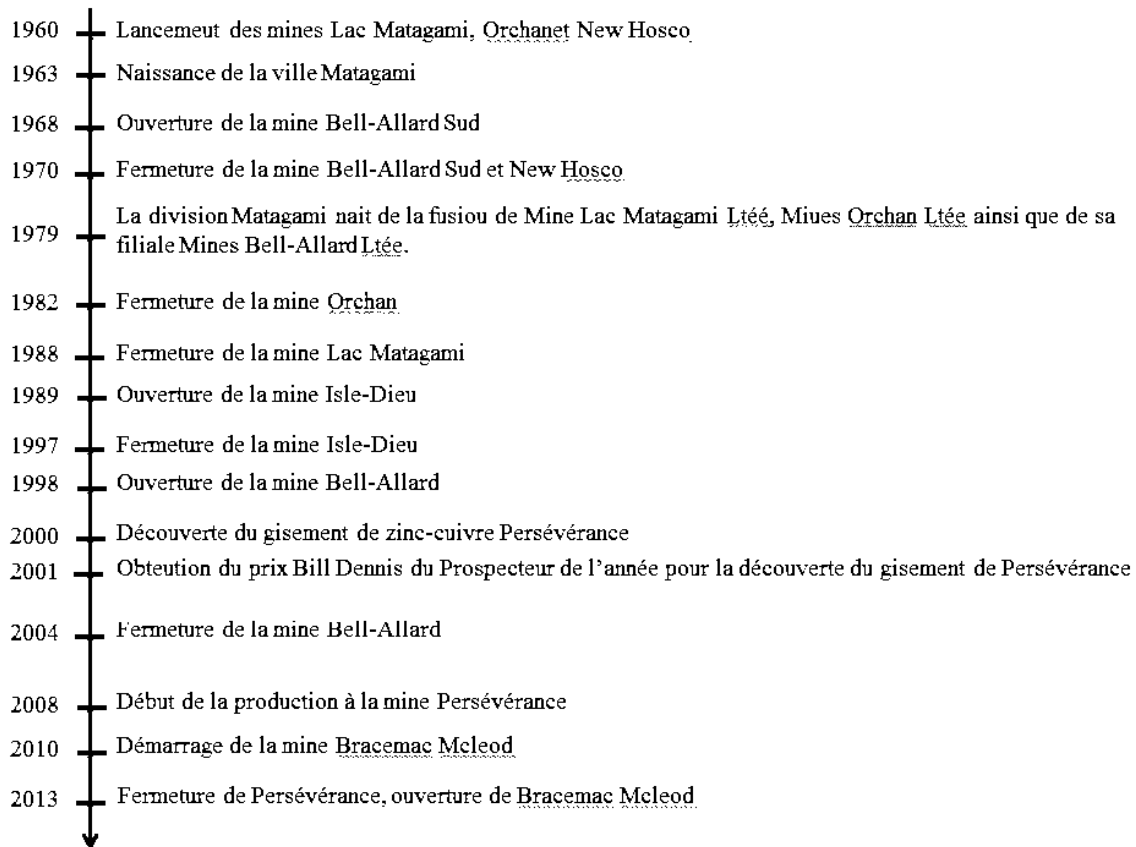 1960 Lancemeut des mines Lac Matagami, Orchanet New Hosco
1963 Naissance de la ville Matagami
1968 Ouverture de la mine Bell-Allard Sud
1970 Fermeture de la mine Bell-Allard Sud et New Hosco
1979 La division Matagami nait de la fusiou de Mine Lac Matagami Ltéé, Miues Orchan Ltée ainsi que de sa
filiale Mines Bell-Allard Ltée.
1982 Fermeture de la mine Orchan
1988 Fermeture de la mine Lac Matagami
1989 Ouverture de la mine Isle-Dieu
1997 Fermeture de la mine Isle-Dieu
1998 Ouverture de la mine Bell-Allard
2000 Découverte du gisement de zinc-cuivre Persévérance
2001 Obteution du prix Bill Dennis du Prospecteur de l'année pour la découverte du gisement de Persévérance
2004 Fermeture de la mine Bell-Allard
2008 Début de la production à la mine Persévérance
2010 Démarrage de la mine Bracemac Mcleod
2013 Fermeture de Persévérance, ouverture de Bracemac Mcleod